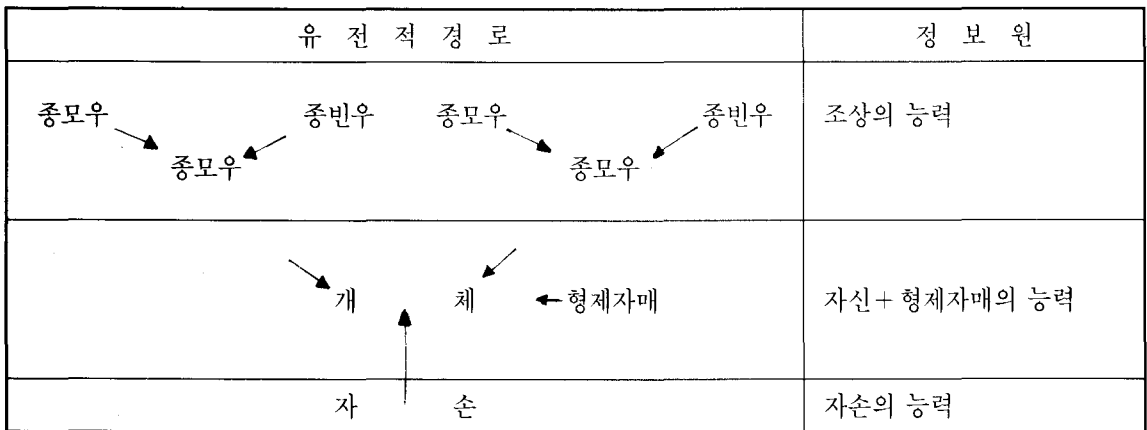 유 전 적 경 로 정 보 원
종모우 종빈우 종모우 종빈우 조상의 능력
종모우 종모우
개 체 형제자매 자신+형제자매의 능력
자 손 자손의 능력